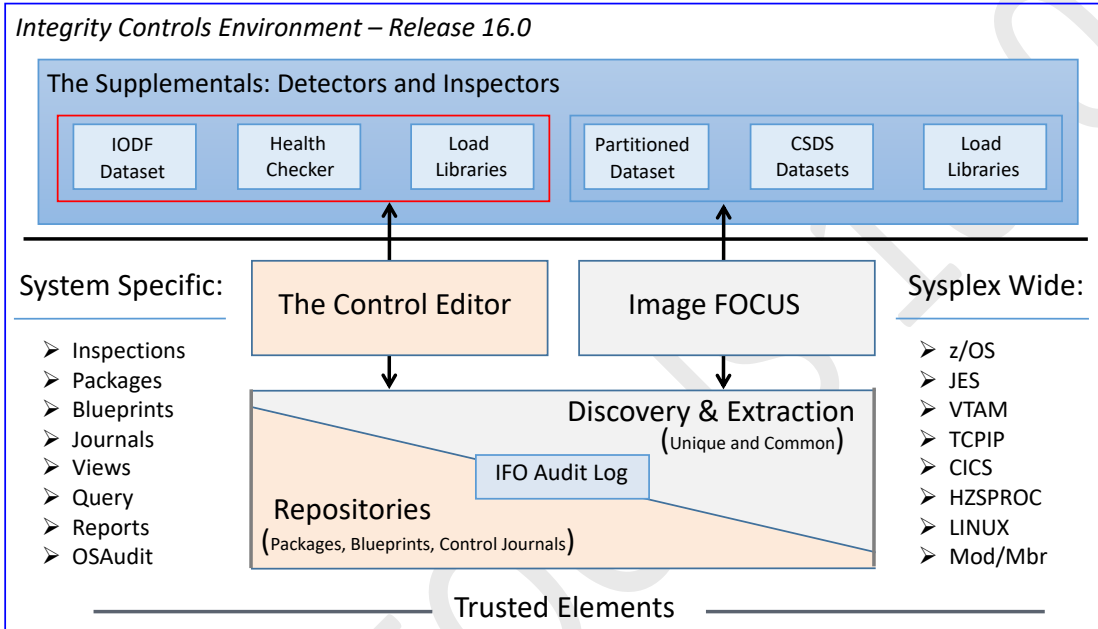 Integrity Controls Environment – Release 16.0
The Supplementals: Detectors and Inspectors
IODF
Dataset
Health
Checker
Load
Libraries
Partitioned
Dataset
CSDS
Datasets
Load
Libraries
System Specific:
➢ Inspections
➢ Packages
➢ Blueprints
➢ Journals
➢ Views
➢ Query
➢ Reports
➢ OSAudit
The Control Editor
Image FOCUS
Sysplex Wide:
➢ z/OS
➢ JES
➢ VTAM
➢ TCPIP
➢ CICS
➢ HZSPROC
➢ LINUX
➢ Mod/Mbr
Discovery & Extraction
(Unique and Common)
IFO Audit Log
Repositories
(Packages, Blueprints, Control Journals)
Trusted Elements